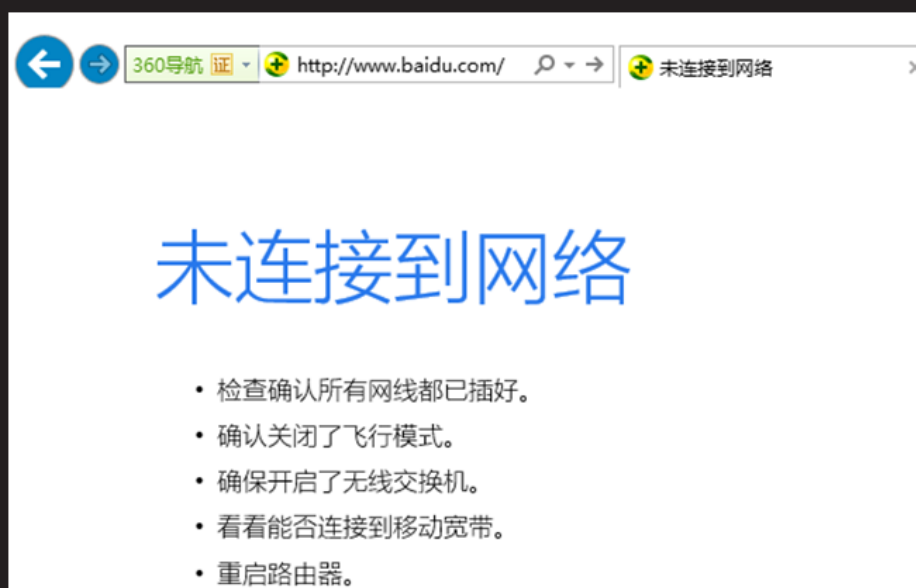 360导航 证 http://www.baidu.com/ 未连接到网络
未连接到网络
• 检查确认所有网线都已插好。
• 确认关闭了飞行模式。
• 确保开启了无线交换机。
• 看看能否连接到移动宽带。
• 重启路由器。